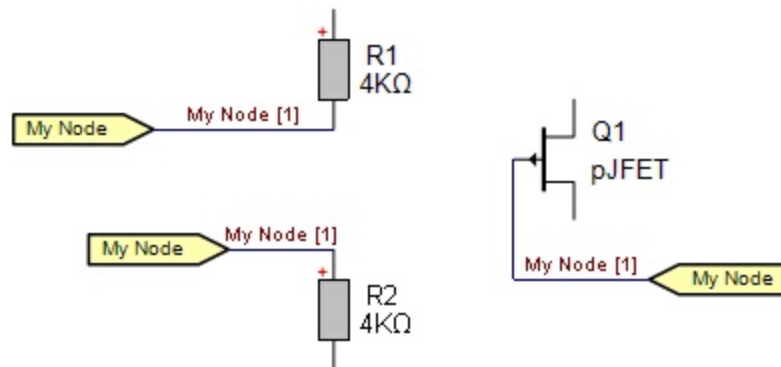 +
R1
4KΩ
My Node
My Node [1]
Q1
pJFET
My Node
My Node [1]
+
R2
4KΩ
My Node [1]
My Node